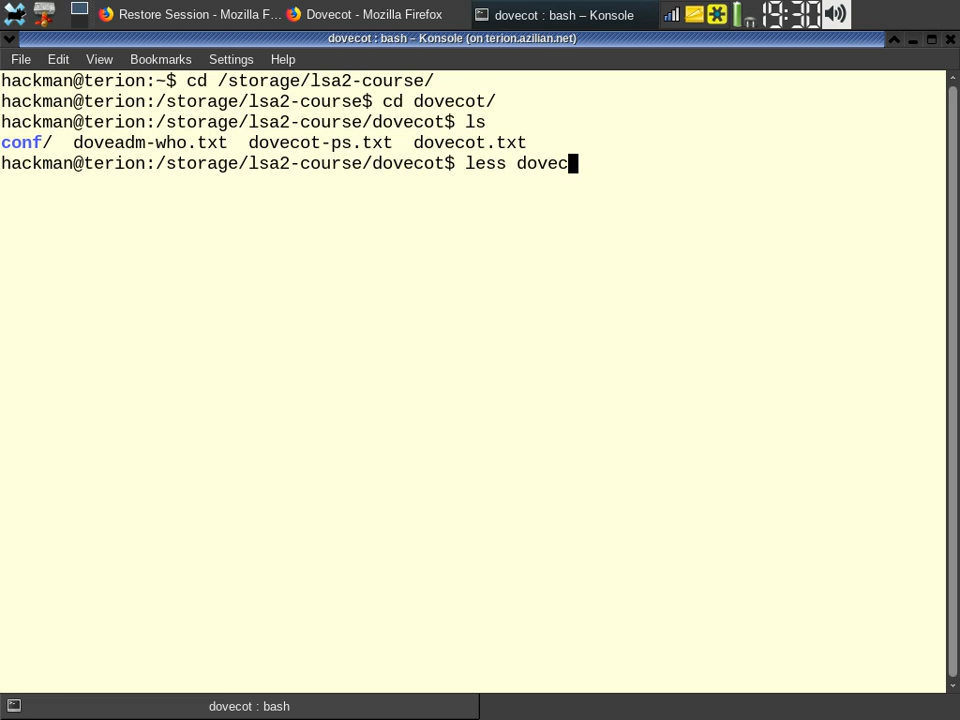 Restore Session - Mozilla F... Dovecot - Mozilla Firefox dovecot : bash – Konsole 19:30
dovecot : bash – Konsole (on terion.azilian.net)
File Edit View Bookmarks Settings Help
hackman@terion:~$ cd /storage/lsa2-course/
hackman@terion:/storage/lsa2-course$ cd dovecot/
hackman@terion:/storage/lsa2-course/dovecot$ ls
conf/ doveadm-who.txt dovecot-ps.txt dovecot.txt
hackman@terion:/storage/lsa2-course/dovecot$ less dovec
dovecot : bash